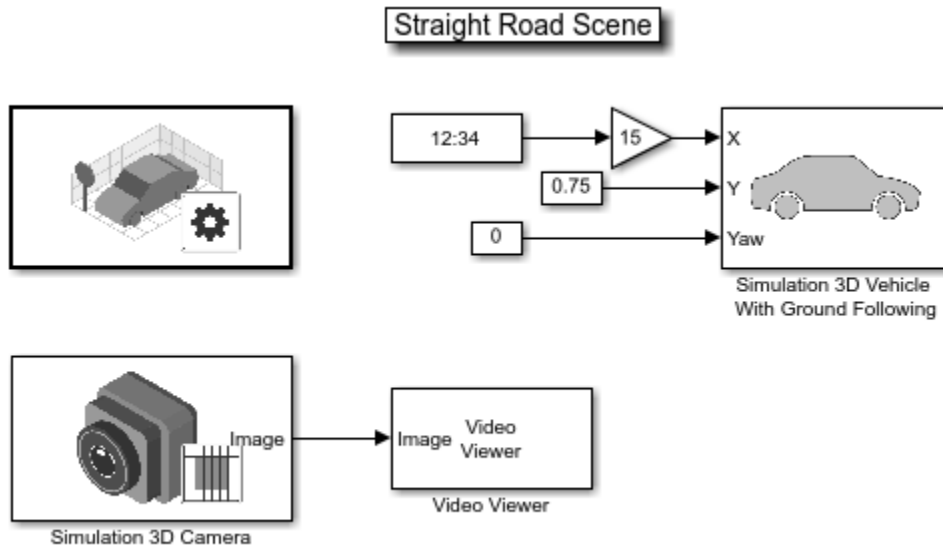 Straight Road Scene
12:34
15
X
0.75
Y
0
Yaw
Simulation 3D Vehicle
With Ground Following
Image
Simulation 3D Camera
Image
Video
Viewer
Video Viewer